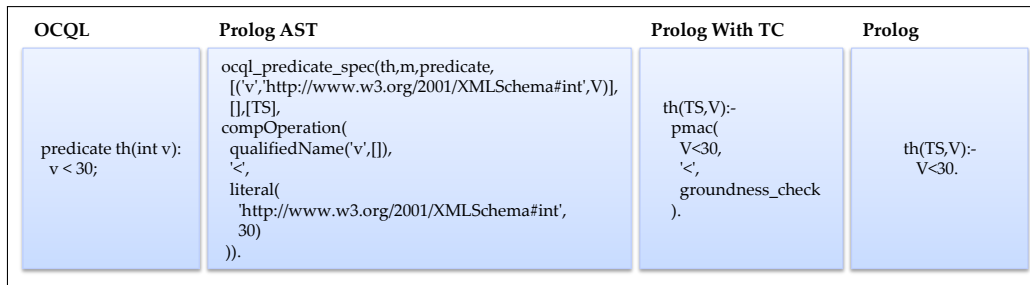 OCQL
predicate th(int v):
v < 30;
Prolog AST
ocql_predicate_spec(th,m,predicate,
[('v','http://www.w3.org/2001/XMLSchema#int',V)],
[],[TS],
compOperation(
qualifiedName('v',[]),
'<',
literal(
'http://www.w3.org/2001/XMLSchema#int',
30)
)).
Prolog With TC
th(TS,V):-
pmac(
V<30,
'<',
groundness_check
).
Prolog
th(TS,V):-
V<30.